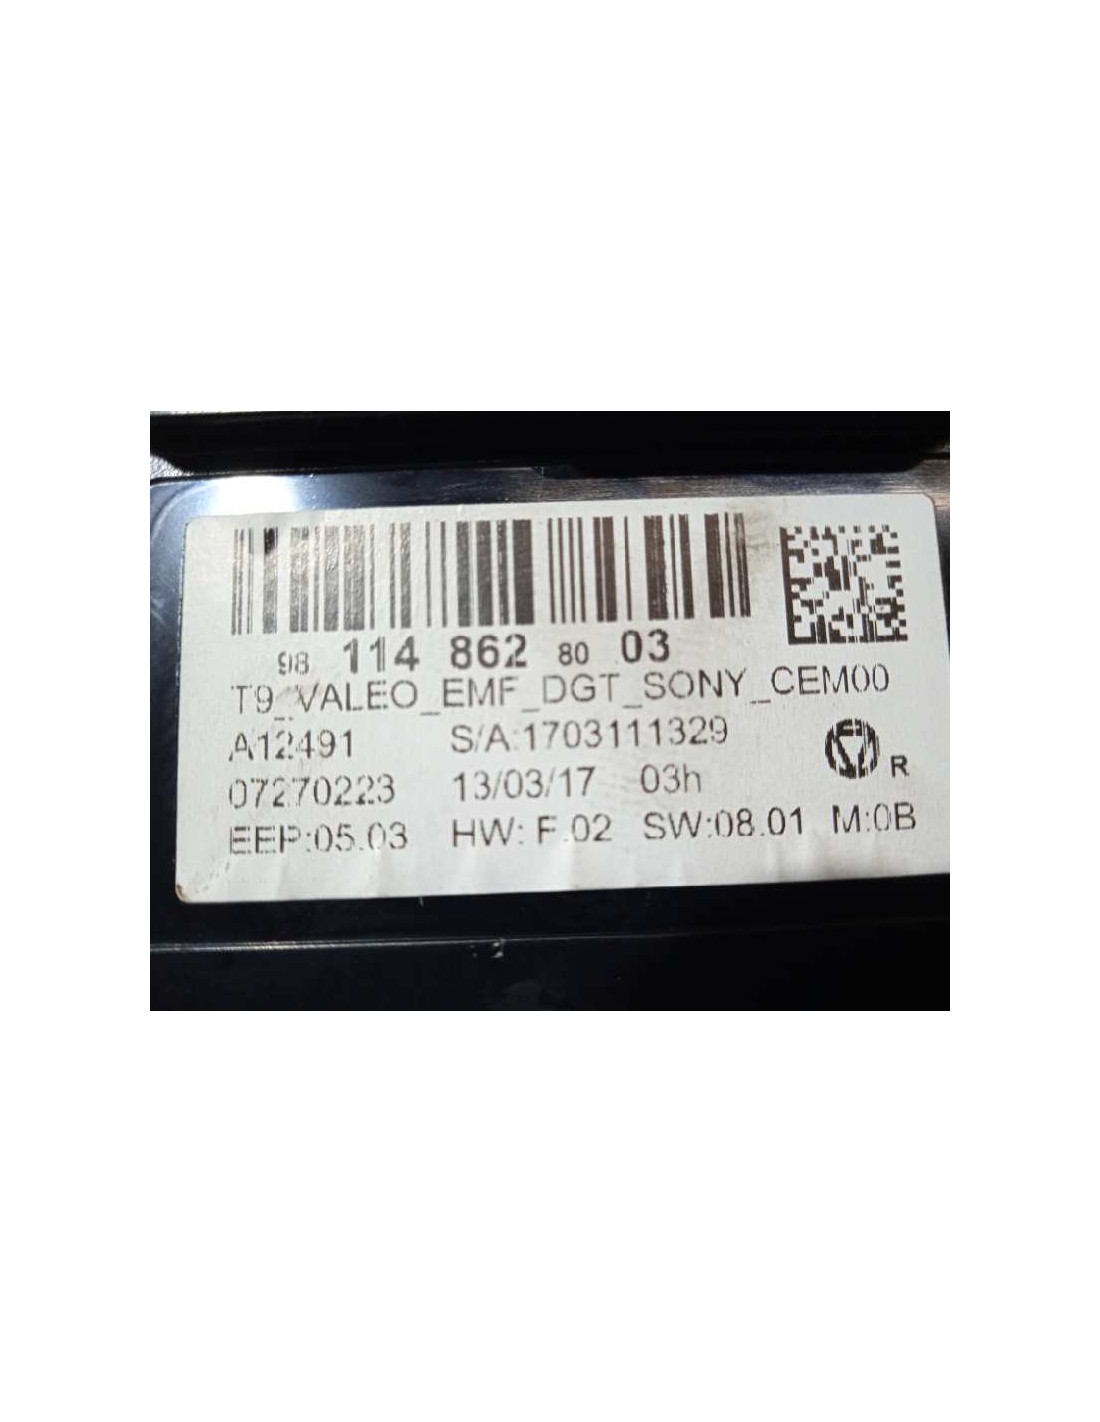 98 114 862 80 03
T9_VALEO_EMF_DGT_SONY_CEM00
A12491 S/A:1703111329
07270223 13/03/17 03h R
EEP:05.03 HW: F.02 SW:08.01 M:0B